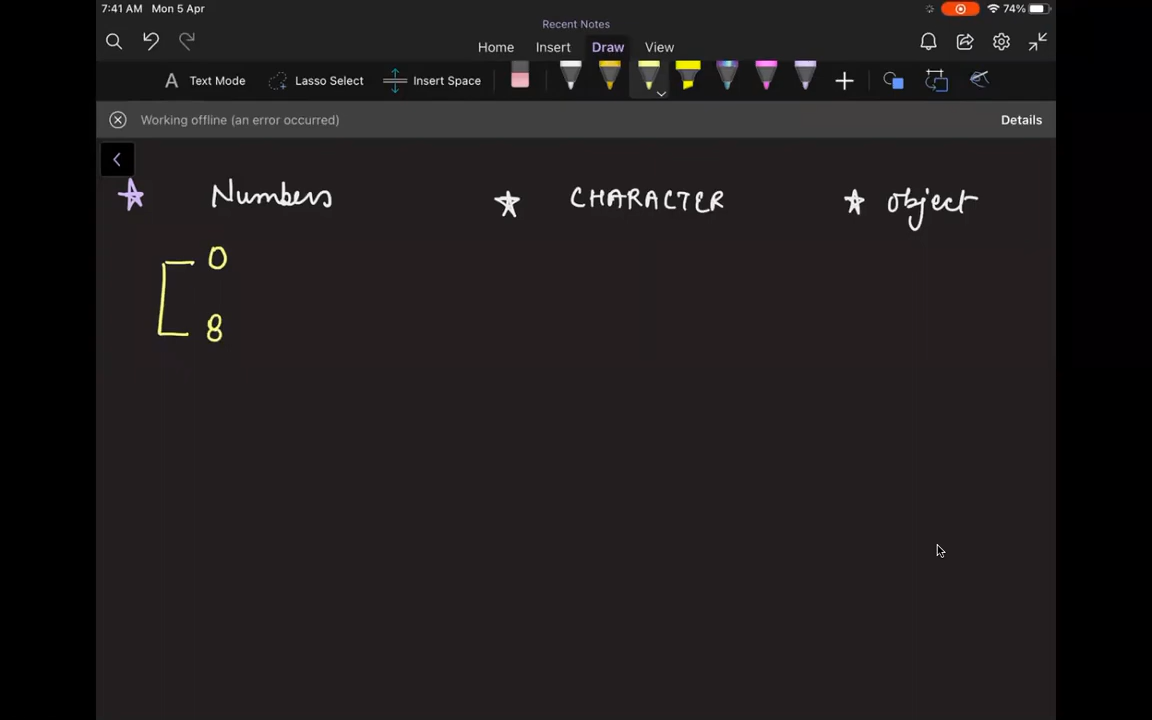 7:41 AM Mon 5 Apr
74%
Recent Notes
Home Insert Draw View
Text Mode Lasso Select Insert Space
Working offline (an error occurred) Details
Numbers CHARACTER object
0
8